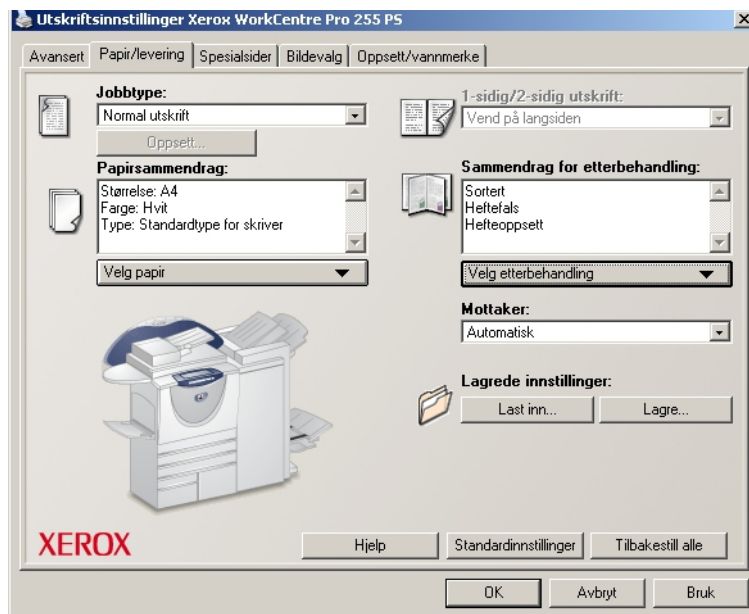 Utskriftsinnstillinger Xerox WorkCentre Pro 255 PS
Avansert Papir/levering Spesialsider Bildevalg Oppsett/vannmerke
Jobbtype:
Normal utskrift
Oppsett...
Papirsammendrag:
Størrelse: A4
Farge: Hvit
Type: Standardtype for skriver
Velg papir
1-sidig/2-sidig utskrift:
Vend på langsiden
Sammendrag for etterbehandling:
Sortert
Heftefals
Hefteoppsett
Velg etterbehandling
Mottaker:
Automatisk
Lagrede innstillinger:
Last inn... Lagre...
XEROX
Hjelp Standardinnstillinger Tilbakestill alle
OK Avbryt Bruk